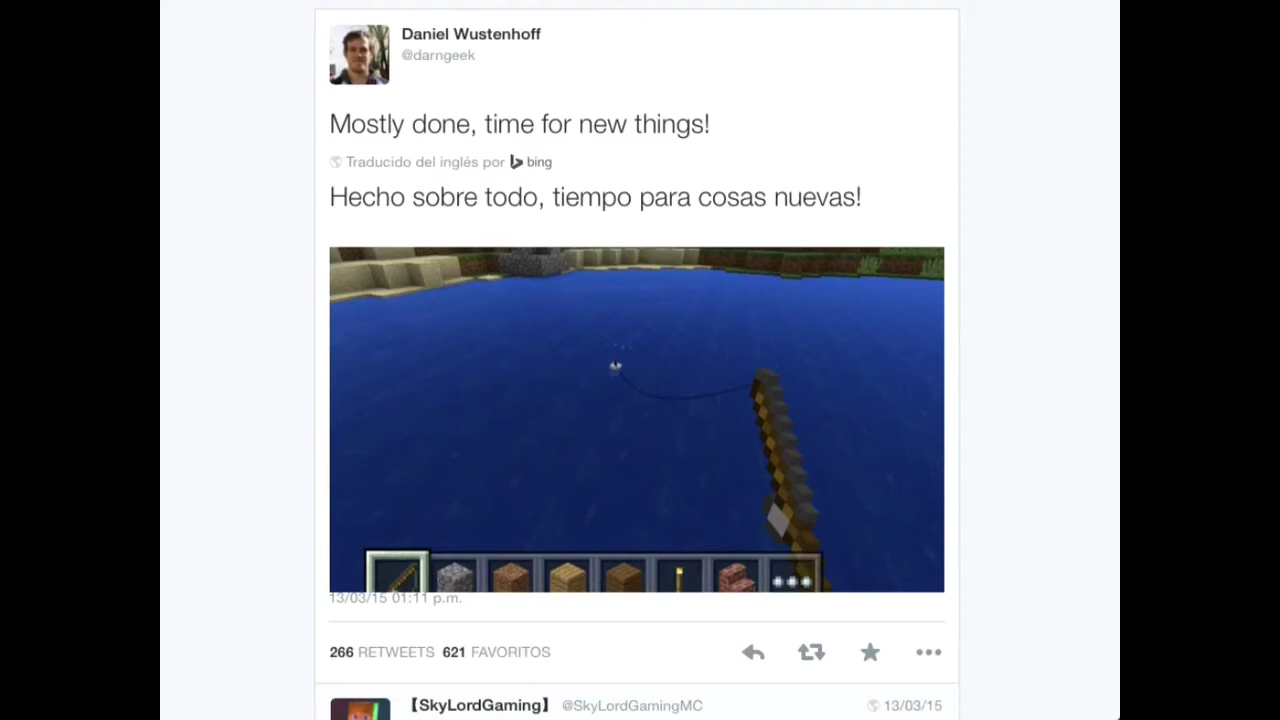 Daniel Wustenhoff
@darngeek
Mostly done, time for new things!
Traducido del inglés por bing
Hecho sobre todo, tiempo para cosas nuevas!
13/03/15 01:11 p.m.
266 RETWEETS 621 FAVORITOS
【SkyLordGaming】 @SkyLordGamingMC 13/03/15